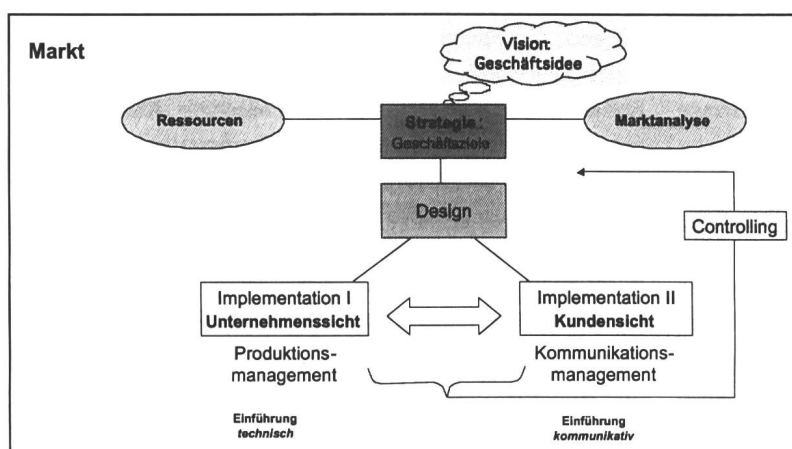 Markt
Vision:
Geschäftsidee
Ressourcen
Strategie:
Geschäftsziele
Marktanalyse
Design
Controlling
Implementation I
Unternehmenssicht
Implementation II
Kundensicht
Produktions-
management
Kommunikations-
management
Einführung
technisch
Einführung
kommunikativ